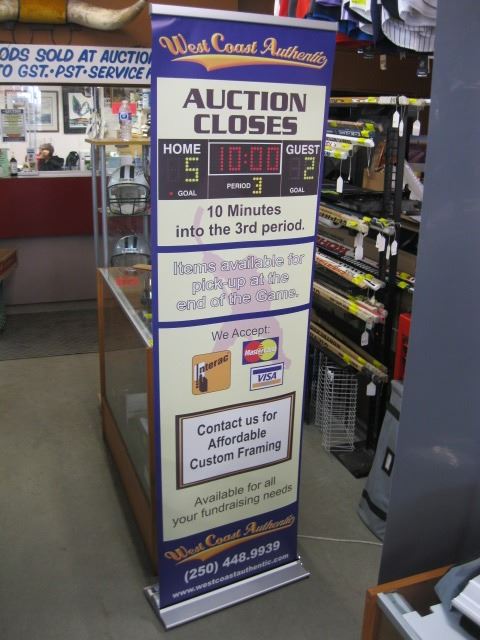 ODS SOLD AT AUCTIO
TO GST·PST·SERVICE F
West Coast Authentic
AUCTION
CLOSES
HOME 10:00 GUEST
5 2
GOAL PERIOD 3 GOAL
10 Minutes
into the 3rd period.
Items available for
pick-up at the
end of the Game.
We Accept:
Interac
MasterCard
VISA
Contact us for
Affordable
Custom Framing
Available for all
your fundraising needs
West Coast Authentic
(250) 448.9939
www.westcoastauthentic.com